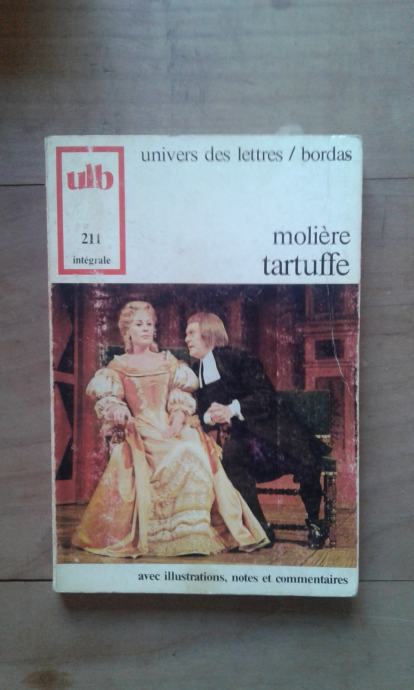 univers des lettres / bordas
ulb
211
intégrale
molière
tartuffe
avec illustrations, notes et commentaires